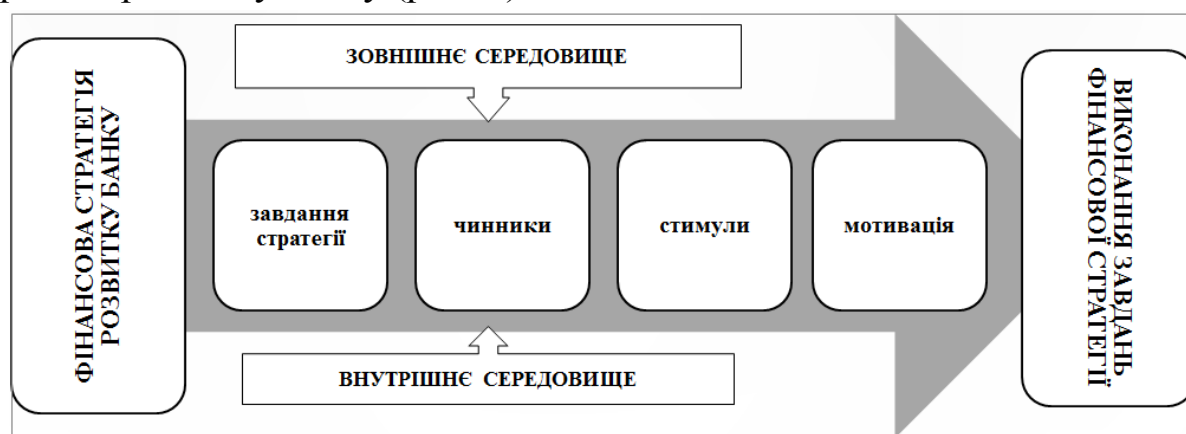 ФІНАНСОВА СТРАТЕГІЯ
РОЗВИТКУ БАНКУ
ЗОВНІШНЄ СЕРЕДОВИЩЕ
завдання
стратегії
чинники
стимули
мотивація
ВНУТРІШНЄ СЕРЕДОВИЩЕ
ВИКОНАННЯ ЗАВДАНЬ
ФІНАНСОВОЇ СТРАТЕГІЇ